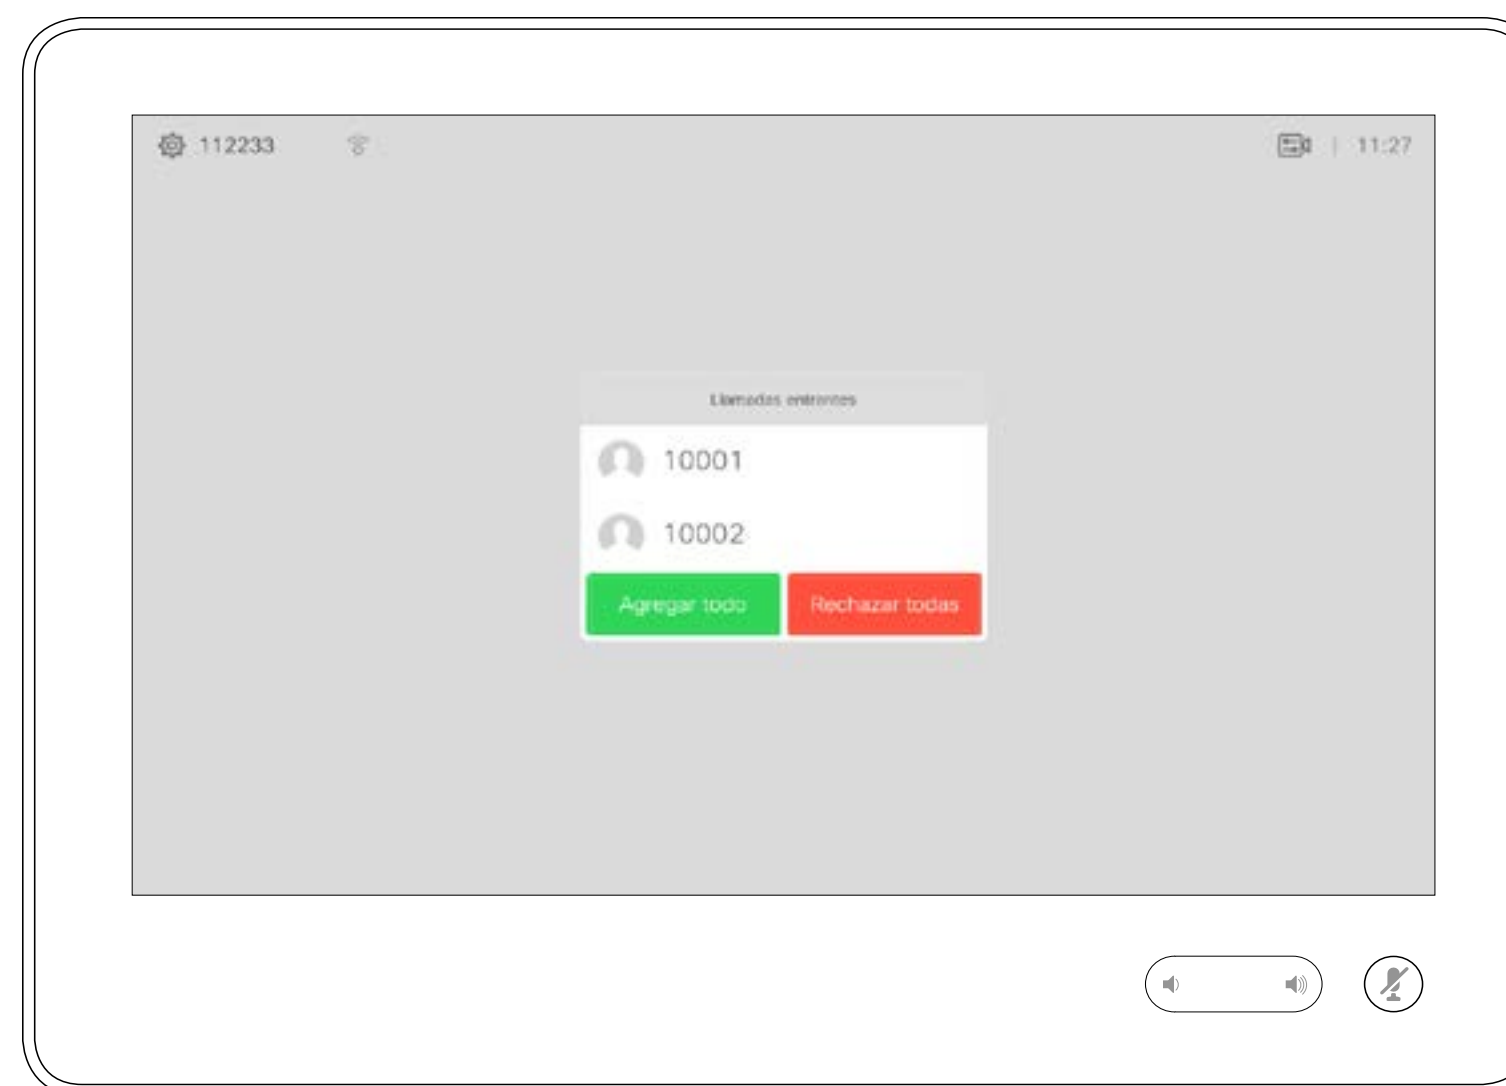 112233
| 11:27
Llamadas entrantes
10001
10002
Agregar todo
Rechazar todas